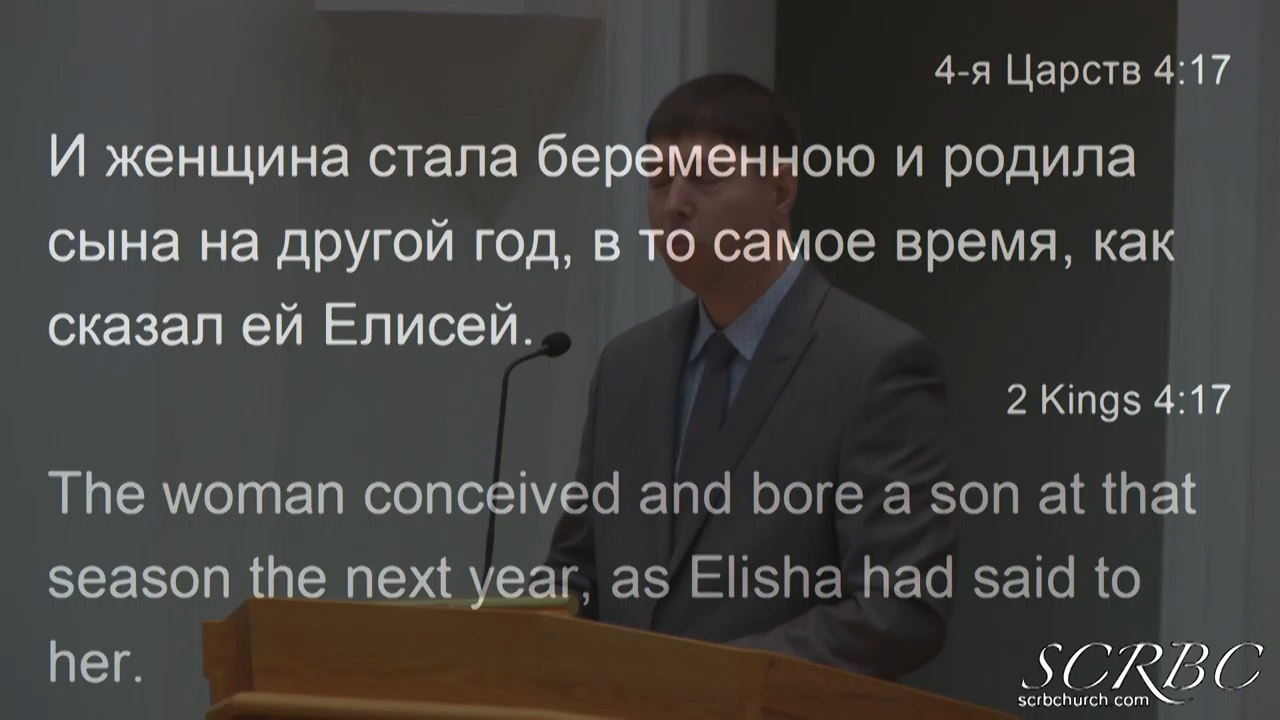 4-я Царств 4:17
И женщина стала беременною и родила
сына на другой год, в то самое время, как
сказал ей Елисей.
2 Kings 4:17
The woman conceived and bore a son at that
season the next year, as Elisha had said to
her.
SCRBC
scrbchurch com